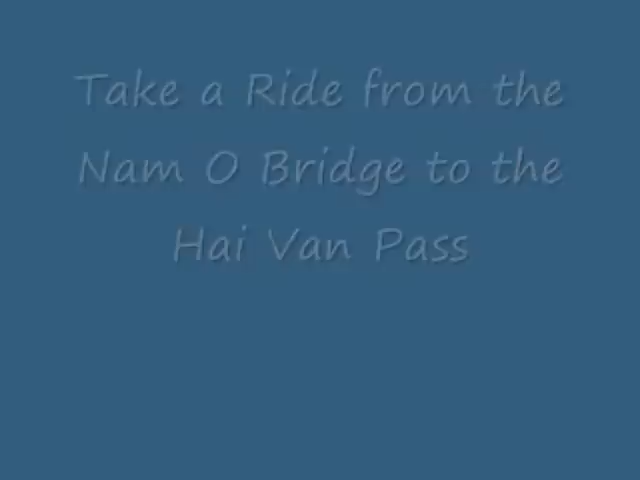 Take a Ride from the
Nam O Bridge to the
Hai Van Pass